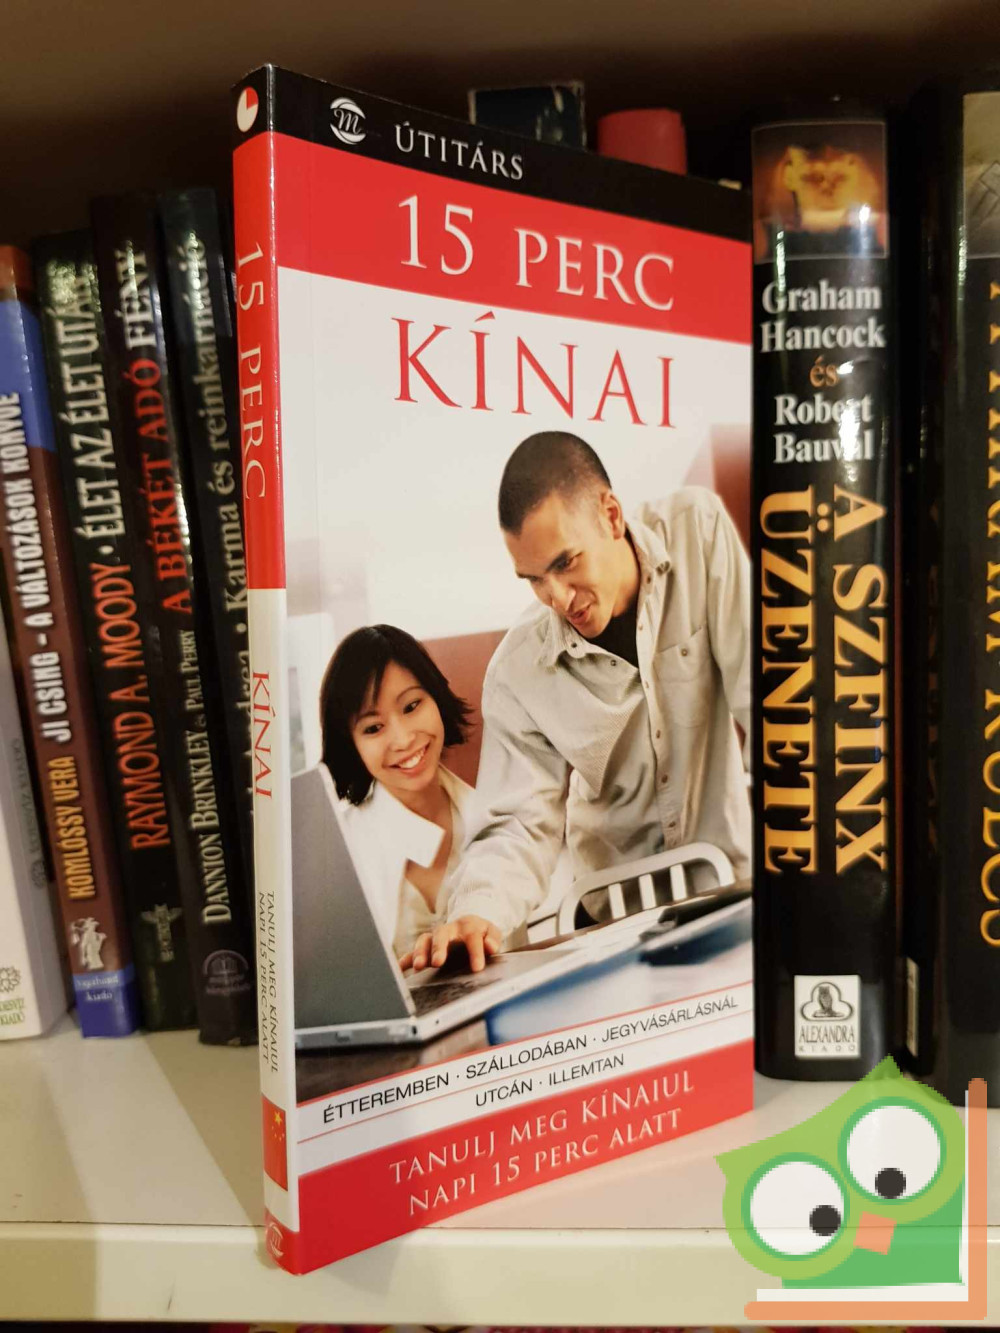 ÚTITÁRS
15 PERC
KÍNAI
ÉTTEREMBEN · SZÁLLODÁBAN · JEGYVÁSÁRLÁSNÁL
UTCÁN · ILLEMTAN
TANULJ MEG KÍNAIUL
NAPI 15 PERC ALATT
15 PERC KÍNAI
TANULJ MEG KÍNAIUL
NAPI 15 PERC ALATT
KOMLÓSSY VERA JI CSING - A VÁLTOZÁSOK KÖNYVE
RAYMOND A. MOODY · ÉLET AZ ÉLET UTÁN
DANNION BRINKLEY & PAUL PERRY A BÉKÉT ADÓ FÉNY
Karma és reinkarnáció
Graham
Hancock
és
Robert
Bauval
A SZFINX
ÜZENETE
ALEXANDRA
KIADÓ